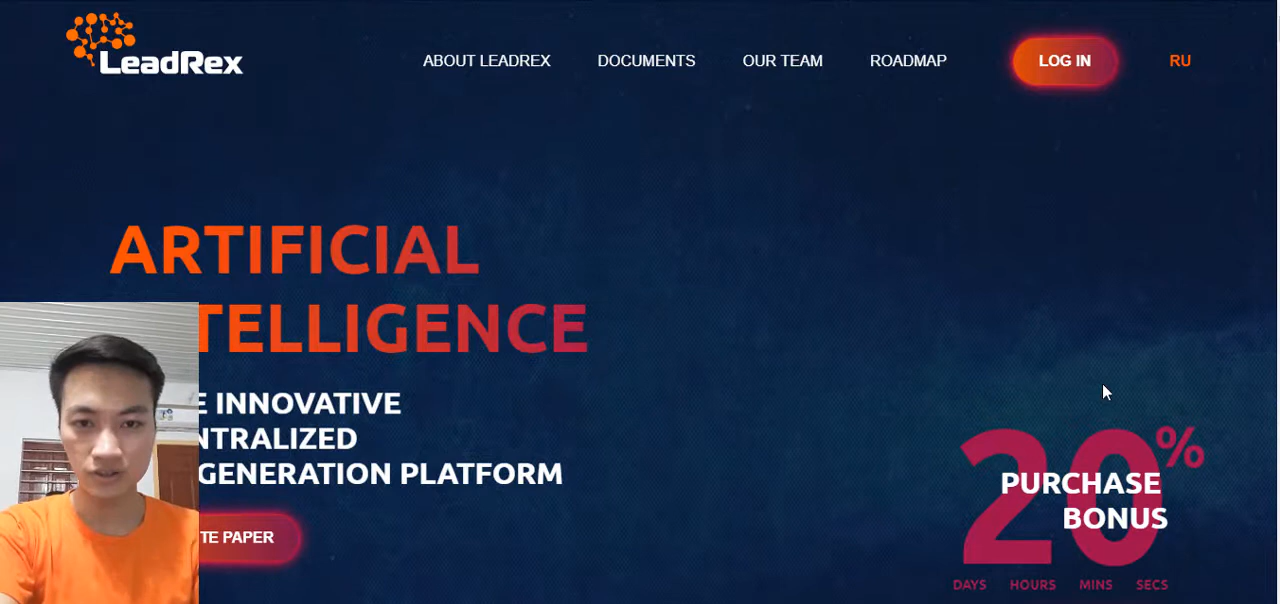 LeadRex
ABOUT LEADREX
DOCUMENTS
OUR TEAM
ROADMAP
LOG IN
RU
ARTIFICIAL
TELLIGENCE
E INNOVATIVE
NTRALIZED
GENERATION PLATFORM
TE PAPER
20%
PURCHASE
BONUS
DAYS HOURS MINS SECS